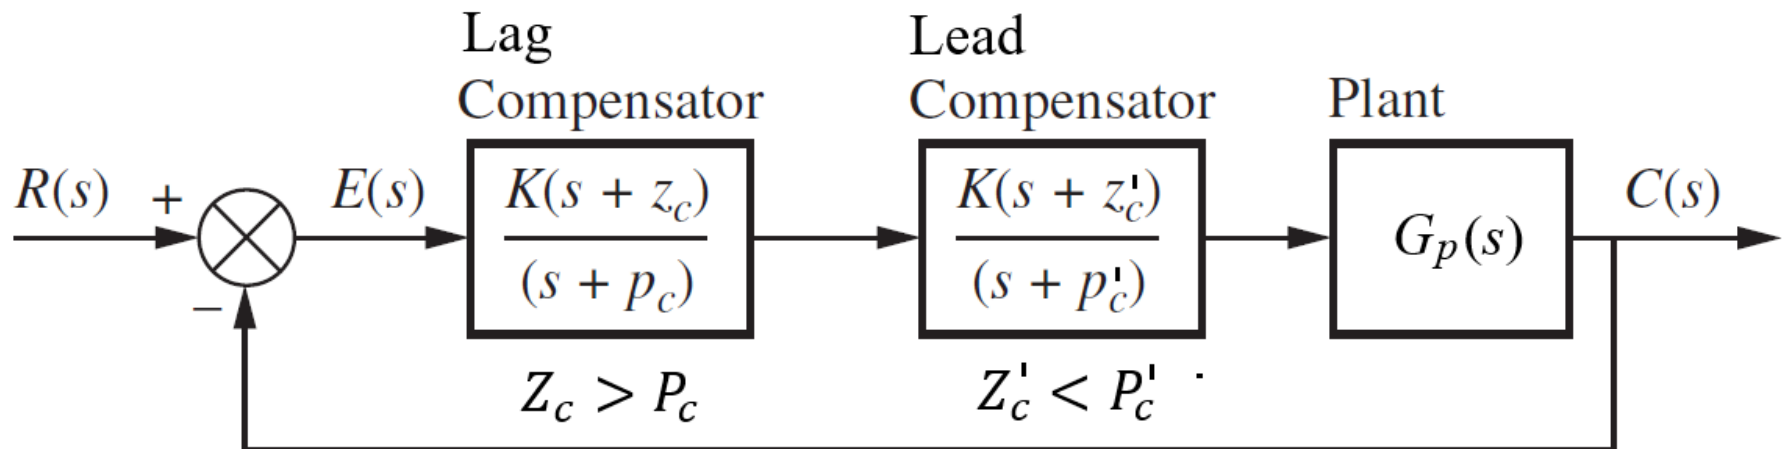 Lag
Compensator
Lead
Compensator
Plant
R(s)
+
−
E(s)
K(s + z_c)
(s + p_c)
K(s + z_c')
(s + p_c')
G_p(s)
C(s)
Z_c > P_c
Z_c' < P_c'